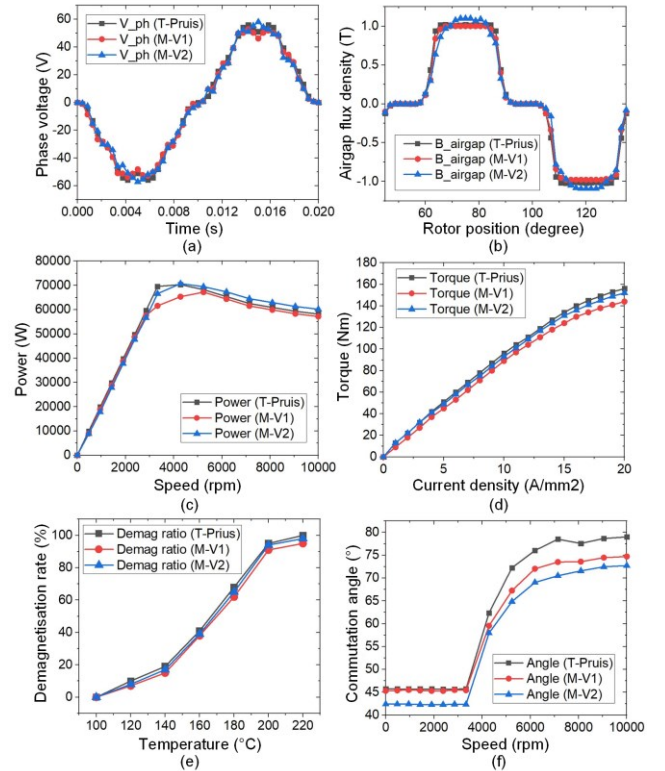 V_ph (T-Pruis)
V_ph (M-V1)
V_ph (M-V2)
60
40
20
0
-20
-40
-60
Phase voltage (V)
0.000 0.004 0.008 0.012 0.016 0.020
Time (s)
(a)
B_airgap (T-Prius)
B_airgap (M-V1)
B_airgap (M-V2)
1.0
0.5
0.0
-0.5
-1.0
Airgap flux density (T)
60 80 100 120
Rotor position (degree)
(b)
80000
70000
60000
50000
40000
30000
20000
10000
0
Power (W)
Power (T-Pruis)
Power (M-V1)
Power (M-V2)
0 2000 4000 6000 8000 10000
Speed (rpm)
(c)
180
160
140
120
100
80
60
40
20
0
Torque (Nm)
Torque (T-Prius)
Torque (M-V1)
Torque (M-V2)
0 5 10 15 20
Current density (A/mm2)
(d)
100
80
60
40
20
0
Demagnetisation rate (%)
Demag ratio (T-Prius)
Demag ratio (M-V1)
Demag ratio (M-V2)
100 120 140 160 180 200 220
Temperature (°C)
(e)
80
75
70
65
60
55
50
45
40
Commutation angle (°)
Angle (T-Pruis)
Angle (M-V1)
Angle (M-V2)
0 2000 4000 6000 8000 10000
Speed (rpm)
(f)